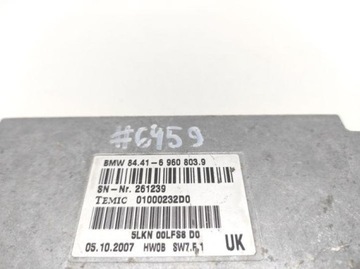 #6459
BMW 84.41-6 960 803.9
SN-Nr. 261239
TEMIC 01000232D0
5LKN 00LFS8 D0
05.10.2007 HW08 SW7.F.1 UK